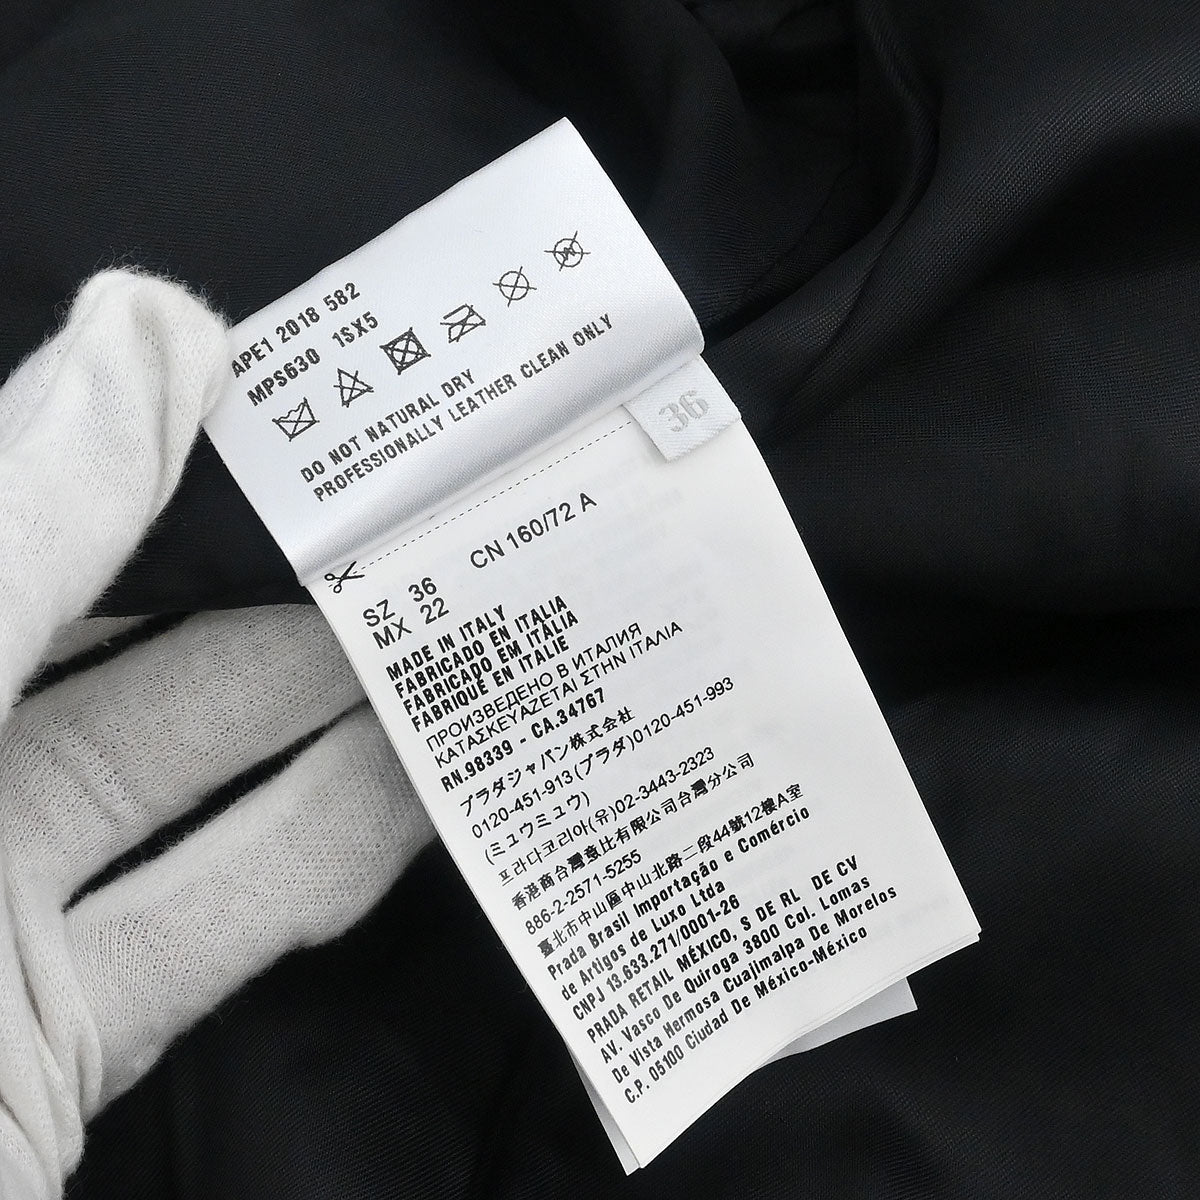 APE1 2018 582
MPS630 1SX5
DO NOT NATURAL DRY
PROFESSIONALLY LEATHER CLEAN ONLY
36
SZ 36 CN 160/72 A
MX 22
MADE IN ITALY
FABRICADO EN ITALIA
FABRICADO EM ITÁLIA
FABRIQUÉ EN ITALIE
ПРОИЗВЕДЕНО В ИТАЛИЯ
ΚΑΤΑΣΚΕΥΑΖΕΤΑΙ ΣΤΗΝ ΙΤΑΛΙΑ
RN.98339 - CA.34767
プラダジャパン株式会社
0120-451-913(プラダ)0120-451-993
(ミュウミュウ)
프라다코리아(유)02-3443-2323
香港商台灣意比有限公司台灣分公司
886-2-2571-5255
臺北市中山區中山北路二段44號12樓A室
Prada Brasil Importação e Comércio
de Artigos de Luxo Ltda
CNPJ 13.633.271/0001-26
PRADA RETAIL MÉXICO, S DE RL DE CV
AV. Vasco De Quiroga 3800 Col. Lomas
De Vista Hermosa Cuajimalpa De Morelos
C.P. 05100 Ciudad De México-México